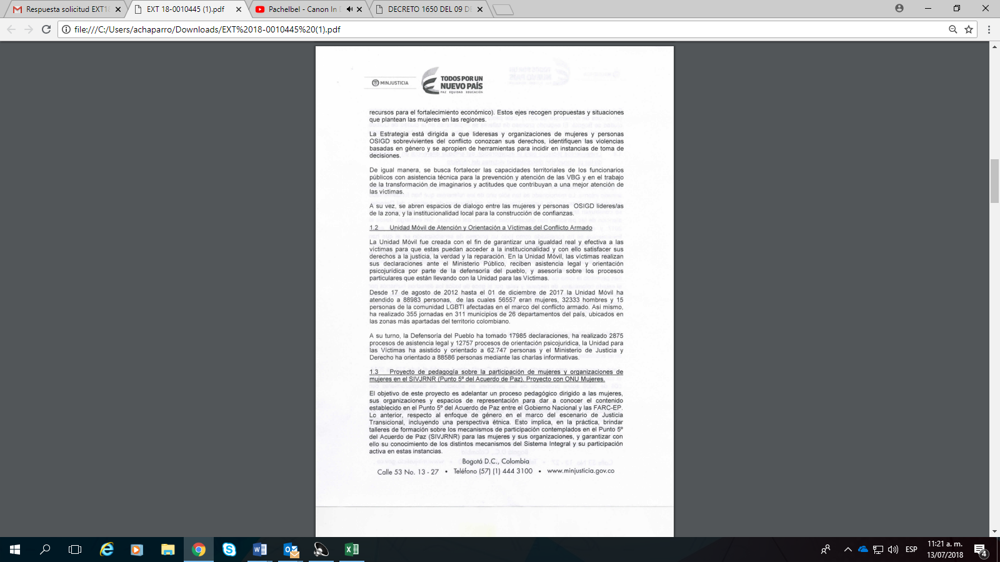 Respuesta solicitud EXT18
EXT 18-0010445 (1).pdf
Pachelbel - Canon In
DECRETO 1650 DEL 09 DE
file:///C:/Users/achaparro/Downloads/EXT%2018-0010445%20(1).pdf
MINJUSTICIA
TODOS POR UN
NUEVO PAÍS
PAZ EQUIDAD EDUCACIÓN
recursos para el fortalecimiento económico). Estos ejes recogen propuestas y situaciones
que plantean las mujeres en las regiones.
La Estrategia está dirigida a que lideresas y organizaciones de mujeres y personas
OSIGD sobrevivientes del conflicto conozcan sus derechos, identifiquen las violencias
basadas en género y se apropien de herramientas para incidir en instancias de toma de
decisiones.
De igual manera, se busca fortalecer las capacidades territoriales de los funcionarios
públicos con asistencia técnica para la prevención y atención de las VBG y en el trabajo
de la transformación de imaginarios y actitudes que contribuyan a una mejor atención de
las víctimas.
A su vez, se abren espacios de dialogo entre las mujeres y personas OSIGD lideres/as
de la zona, y la institucionalidad local para la construcción de confianzas.
1.2 Unidad Móvil de Atención y Orientación a Víctimas del Conflicto Armado
La Unidad Móvil fue creada con el fin de garantizar una igualdad real y efectiva a las
víctimas para que estas puedan acceder a la institucionalidad y con ello satisfacer sus
derechos a la justicia, la verdad y la reparación. En la Unidad Móvil, las víctimas realizan
sus declaraciones ante el Ministerio Público, reciben asistencia legal y orientación
psicojurídica por parte de la defensoría del pueblo, y asesoría sobre los procesos
particulares que están llevando con la Unidad para las Víctimas.
Desde 17 de agosto de 2012 hasta el 01 de diciembre de 2017 la Unidad Móvil ha
atendido a 88983 personas, de las cuales 56557 eran mujeres, 32333 hombres y 15
personas de la comunidad LGBTI afectadas en el marco del conflicto armado. Así mismo,
ha realizado 355 jornadas en 311 municipios de 26 departamentos del país, ubicados en
las zonas más apartadas del territorio colombiano.
A su turno, la Defensoría del Pueblo ha tomado 17985 declaraciones, ha realizado 2875
procesos de asistencia legal y 12757 procesos de orientación psicojurídica, la Unidad para
las Víctimas ha asistido y orientado a 62.747 personas y el Ministerio de Justicia y
Derecho ha orientado a 88586 personas mediante las charlas informativas.
1.3 Proyecto de pedagogía sobre la participación de mujeres y organizaciones de
mujeres en el SIVJRNR (Punto 5º del Acuerdo de Paz). Proyecto con ONU Mujeres.
El objetivo de este proyecto es adelantar un proceso pedagógico dirigido a las mujeres,
sus organizaciones y espacios de representación para dar a conocer el contenido
establecido en el Punto 5º del Acuerdo de Paz entre el Gobierno Nacional y las FARC-EP.
Lo anterior, respecto al enfoque de género en el marco del escenario de Justicia
Transicional, incluyendo una perspectiva étnica. Esto implica, en la práctica, brindar
talleres de formación sobre los mecanismos de participación contemplados en el Punto 5º
del Acuerdo de Paz (SIVJRNR) para las mujeres y sus organizaciones, y garantizar con
ello su conocimiento de los distintos mecanismos del Sistema Integral y su participación
activa en estas instancias.
Bogotá D.C., Colombia
Calle 53 No. 13 - 27 • Teléfono (57) (1) 444 3100 • www.minjusticia.gov.co
ESP
11:21 a. m.
13/07/2018
4